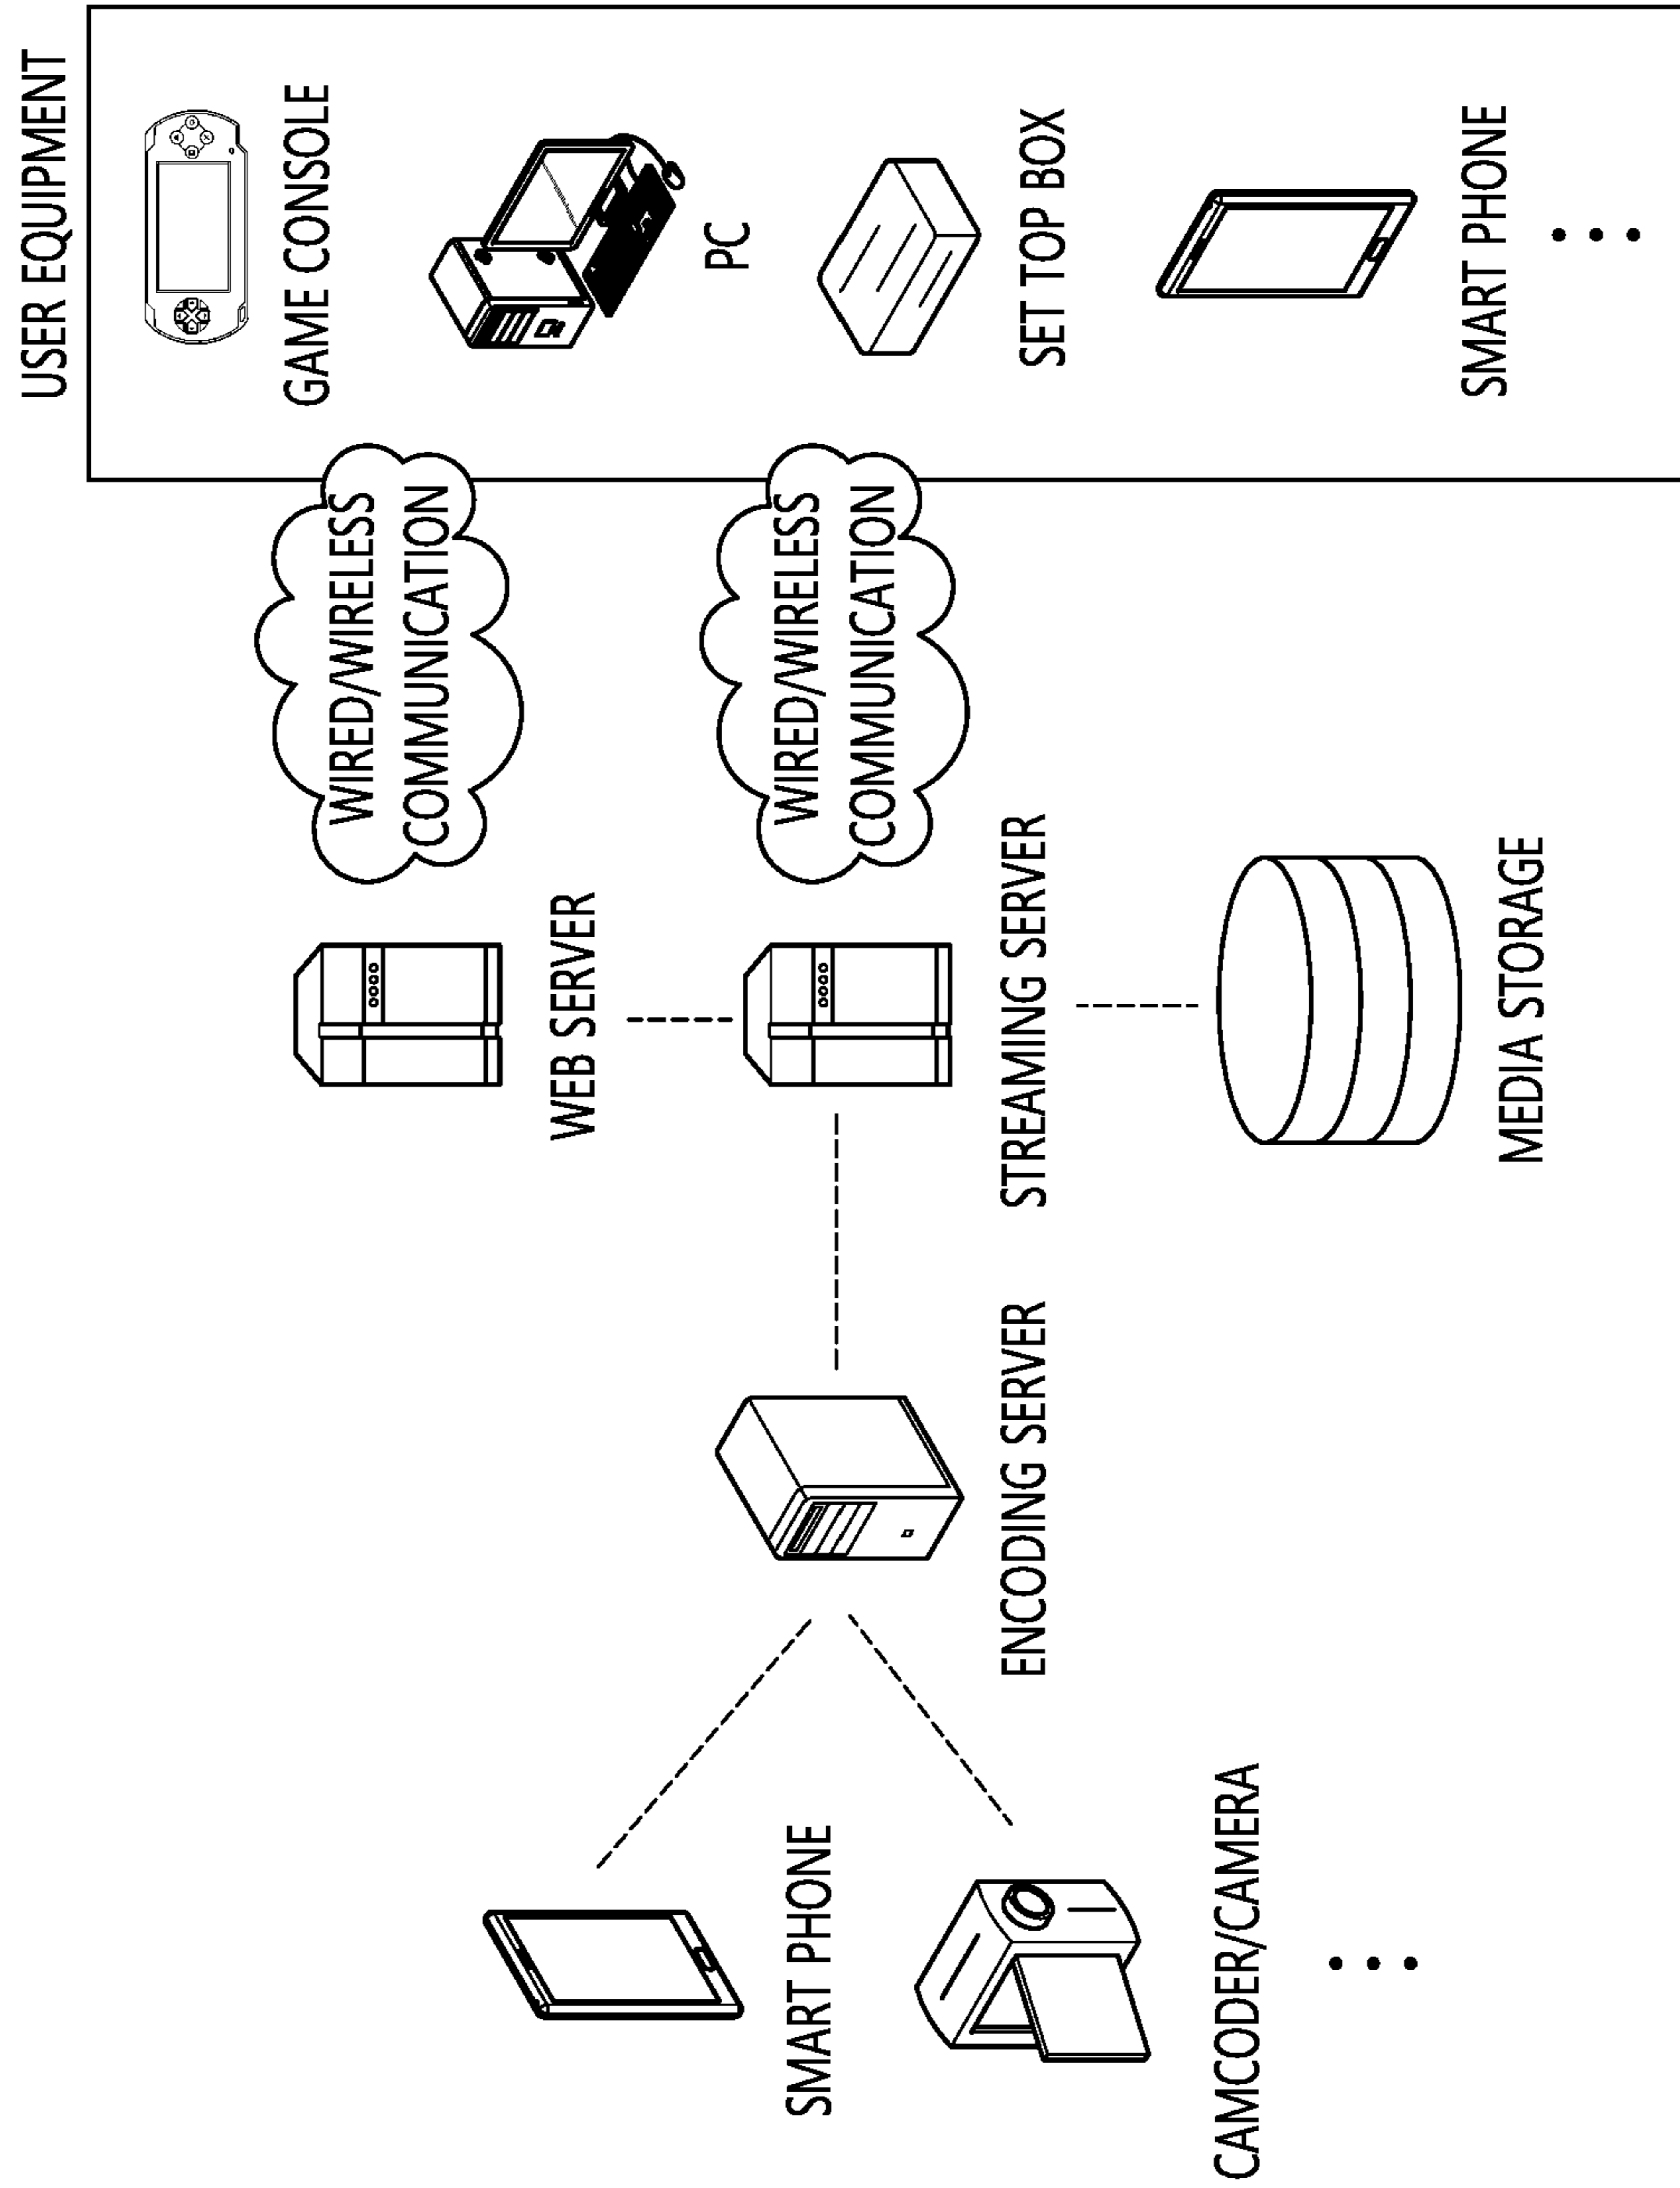 USER EQUIPMENT
GAME CONSOLE
PC
SET TOP BOX
SMART PHONE
WIRED/WIRELESS
COMMUNICATION
WIRED/WIRELESS
COMMUNICATION
WEB SERVER
STREAMING SERVER
MEDIA STORAGE
ENCODING SERVER
SMART PHONE
CAMCODER/CAMERA